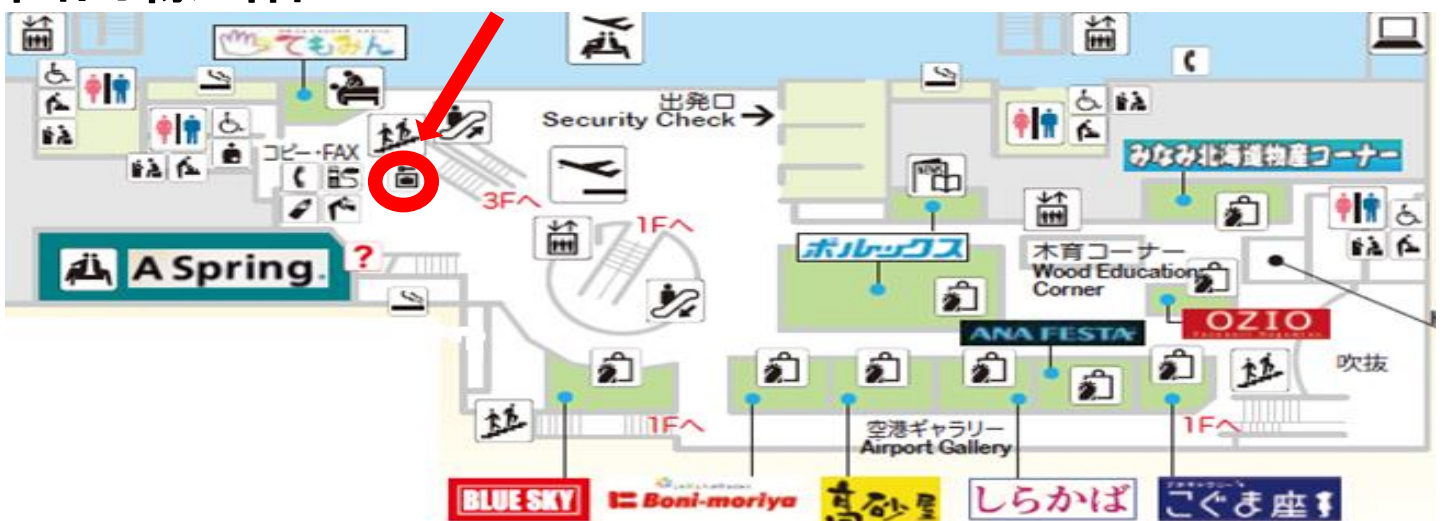 てもみん
出発口
Security Check
コピー・FAX
みなみ北海道物産コーナー
NEWS
3Fへ
1Fへ
ポルックス
木育コーナー
Wood Education
Corner
A Spring.
?
OZIO
ANA FESTA
吹抜
1Fへ
1Fへ
空港ギャラリー
Airport Gallery
BLUE SKY
Boni-moriya
高砂屋
しらかば
こぐま座